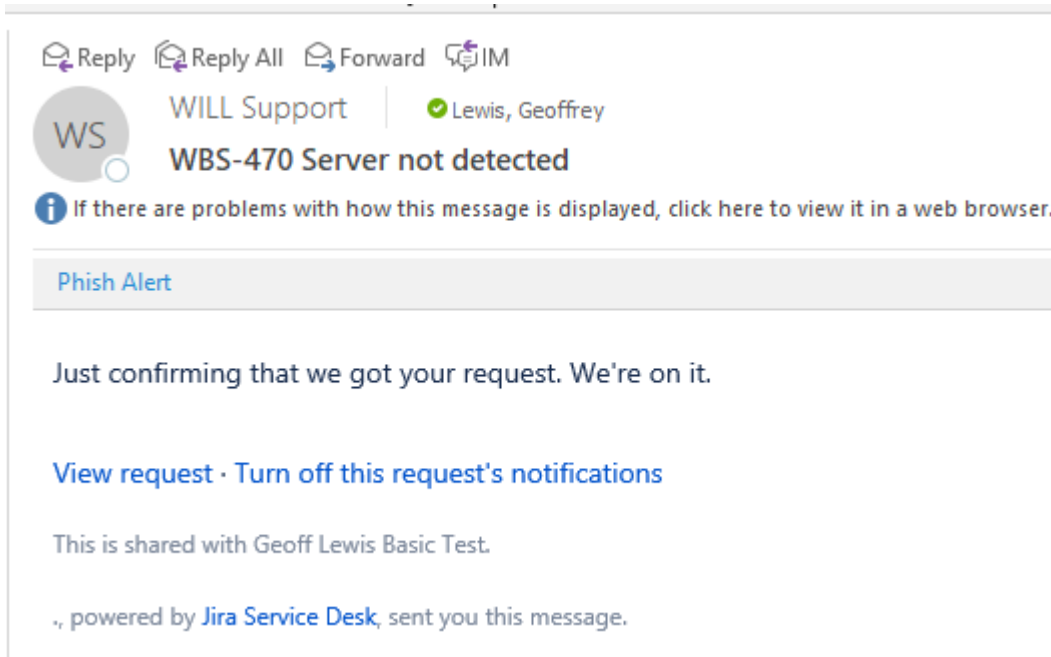 Reply Reply All Forward IM
WS
WILL Support Lewis, Geoffrey
WBS-470 Server not detected
If there are problems with how this message is displayed, click here to view it in a web browser.
Phish Alert
Just confirming that we got your request. We're on it.
View request · Turn off this request's notifications
This is shared with Geoff Lewis Basic Test.
., powered by Jira Service Desk, sent you this message.